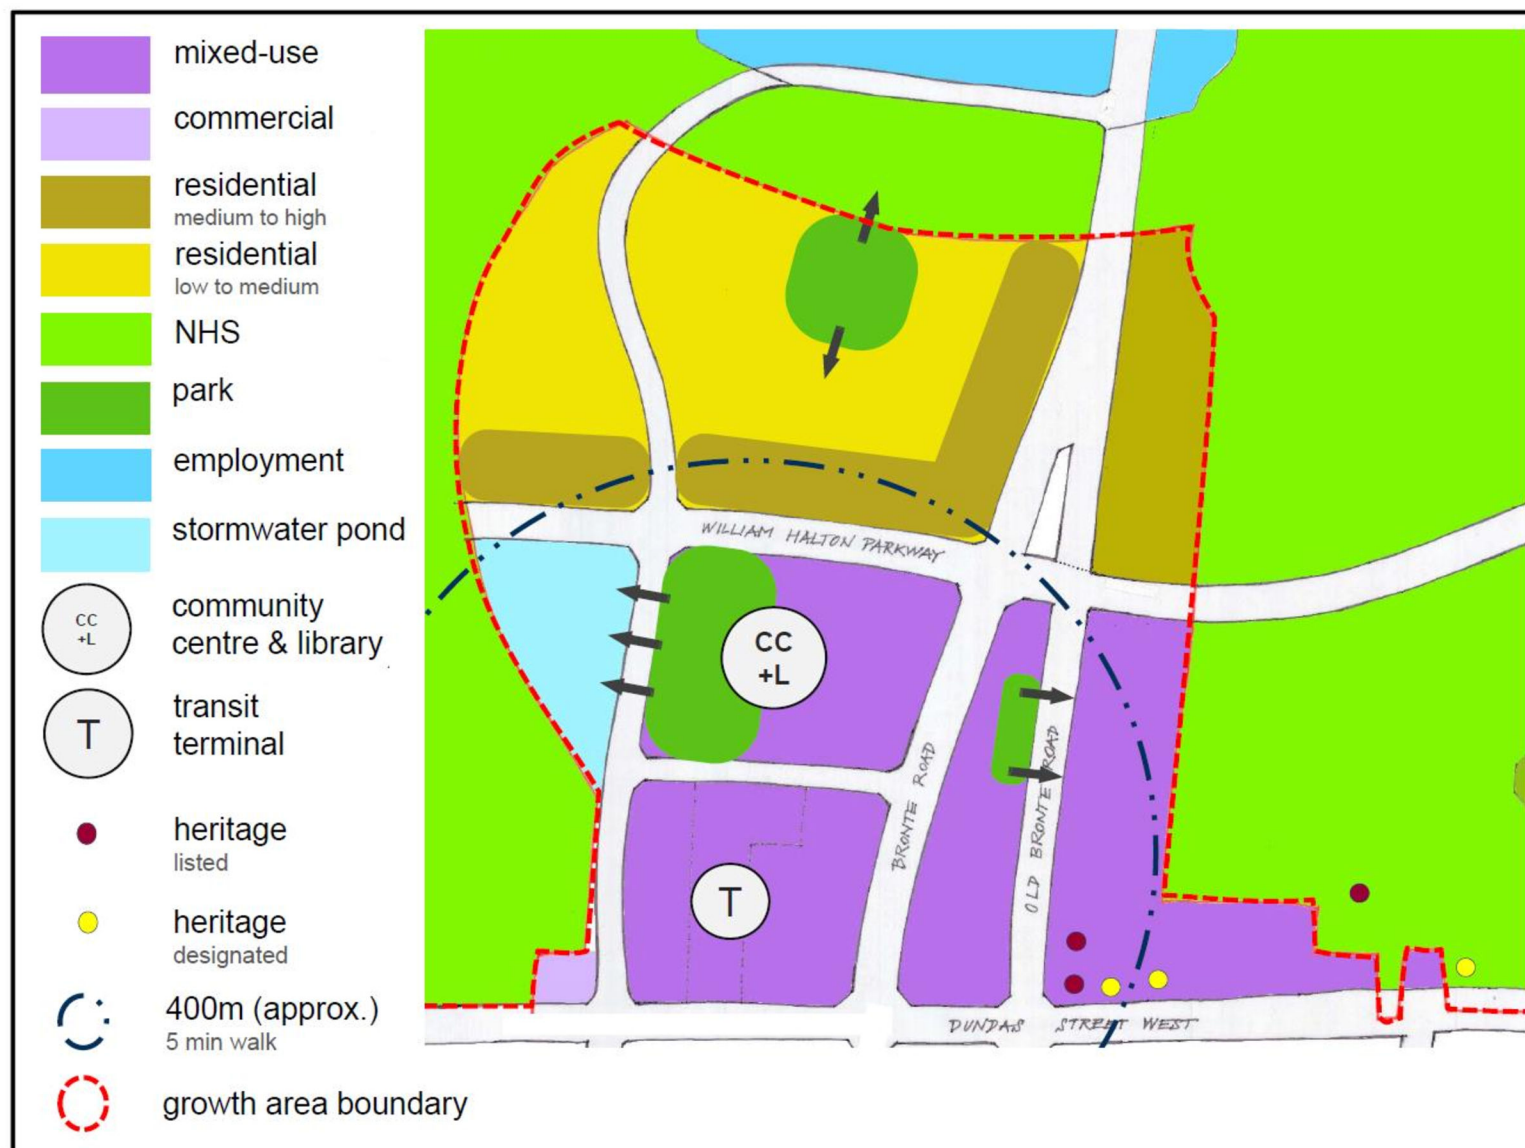 mixed-use
commercial
residential
medium to high
residential
low to medium
NHS
park
employment
stormwater pond
CC
+L
community
centre & library
T
transit
terminal
heritage
listed
heritage
designated
400m (approx.)
5 min walk
growth area boundary
WILLIAM HALTON PARKWAY
CC
+L
BRONTE ROAD
OLD BRONTE ROAD
T
DUNDAS STREET WEST